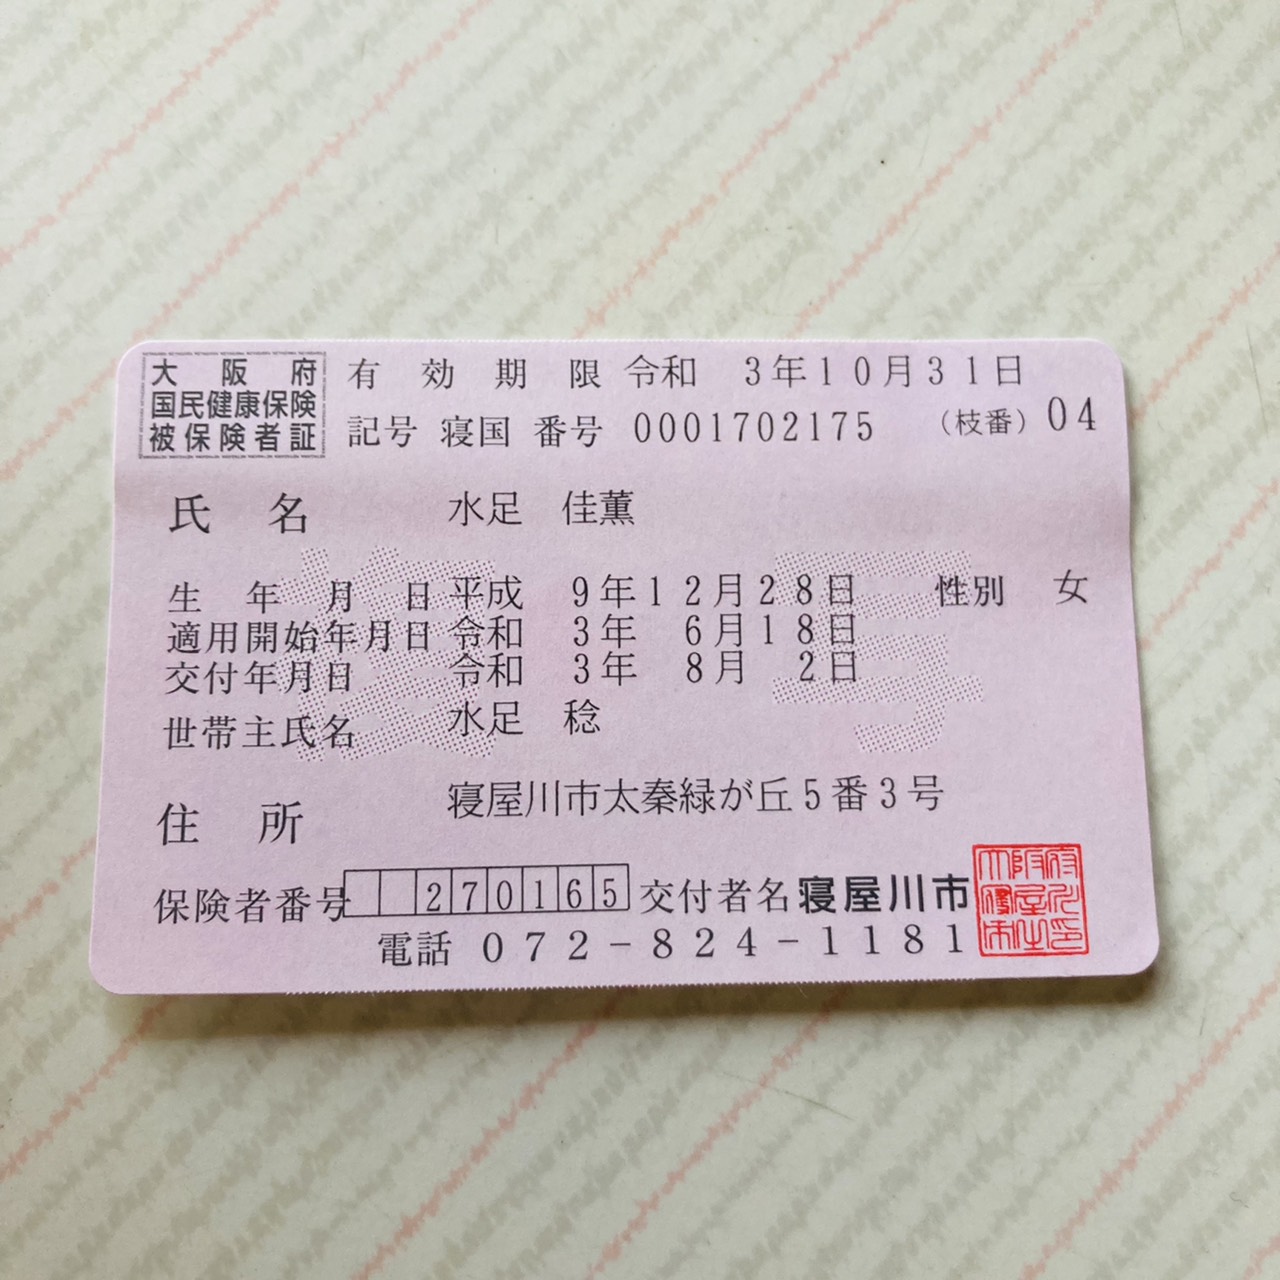 大阪府
国民健康保険
被保険者証
有効期限 令和 3年10月31日
記号 寝国 番号 0001702175 (枝番) 04
氏名 水足 佳薫
生年月日 平成 9年12月28日 性別 女
適用開始年月日 令和 3年 6月18日
交付年月日 令和 3年 8月 2日
世帯主氏名 水足 稔
住所 寝屋川市太秦緑が丘5番3号
保険者番号 270165 交付者名 寝屋川市
電話 072-824-1181
複写